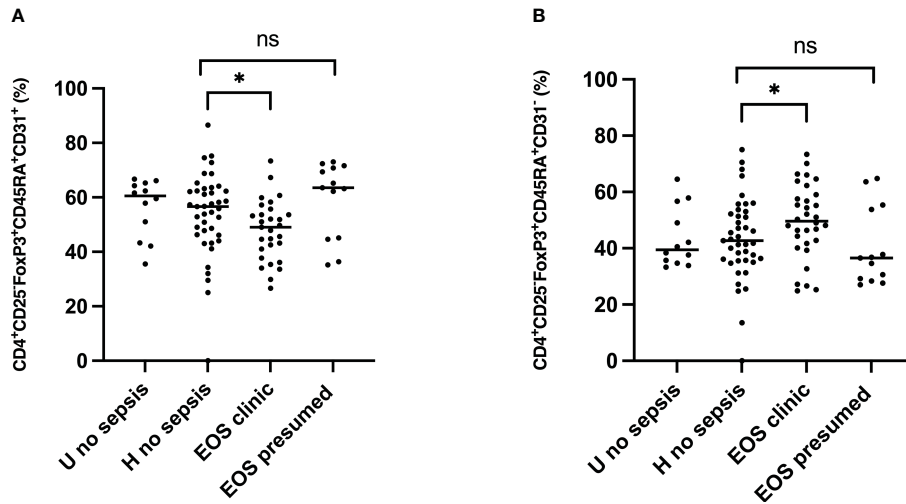 A
ns
*
CD4⁺CD25⁻FoxP3⁺CD45RA⁺CD31⁺ (%)
100
80
60
40
20
0
U no sepsis
H no sepsis
EOS clinic
EOS presumed
B
ns
*
CD4⁺CD25⁻FoxP3⁺CD45RA⁺CD31⁻ (%)
100
80
60
40
20
0
U no sepsis
H no sepsis
EOS clinic
EOS presumed